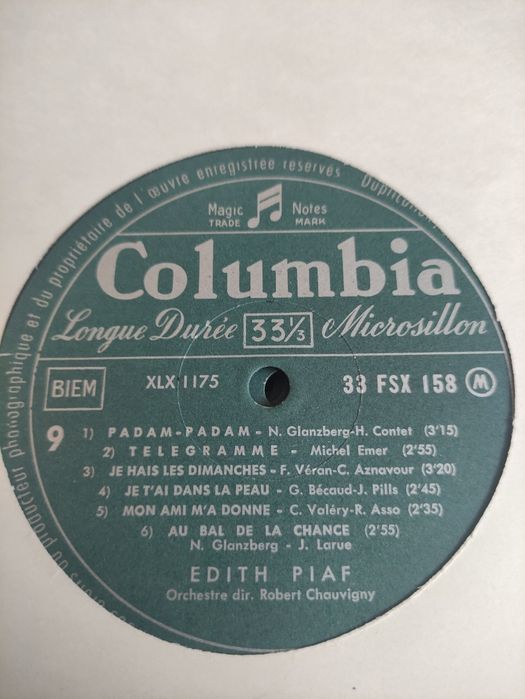 du producteur phonographique et du propriétaire de l'œuvre enregistrée réservés
Magic Notes
TRADE MARK
Columbia
Longue Durée 33 1/3 Microsillon
BIEM XLX 1175 33 FSX 158 M
9
1) PADAM-PADAM - N. Glanzberg-H. Contet (3'15)
2) TELEGRAMME - Michel Emer (2'55)
3) JE HAIS LES DIMANCHES - F. Véran-C. Aznavour (3'20)
4) JE T'AI DANS LA PEAU - G. Bécaud-J. Pills (2'45)
5) MON AMI M'A DONNE - C. Valéry-R. Asso (2'35)
6) AU BAL DE LA CHANCE (2'55)
N. Glanzberg - J. Larue
EDITH PIAF
Orchestre dir. Robert Chauvigny